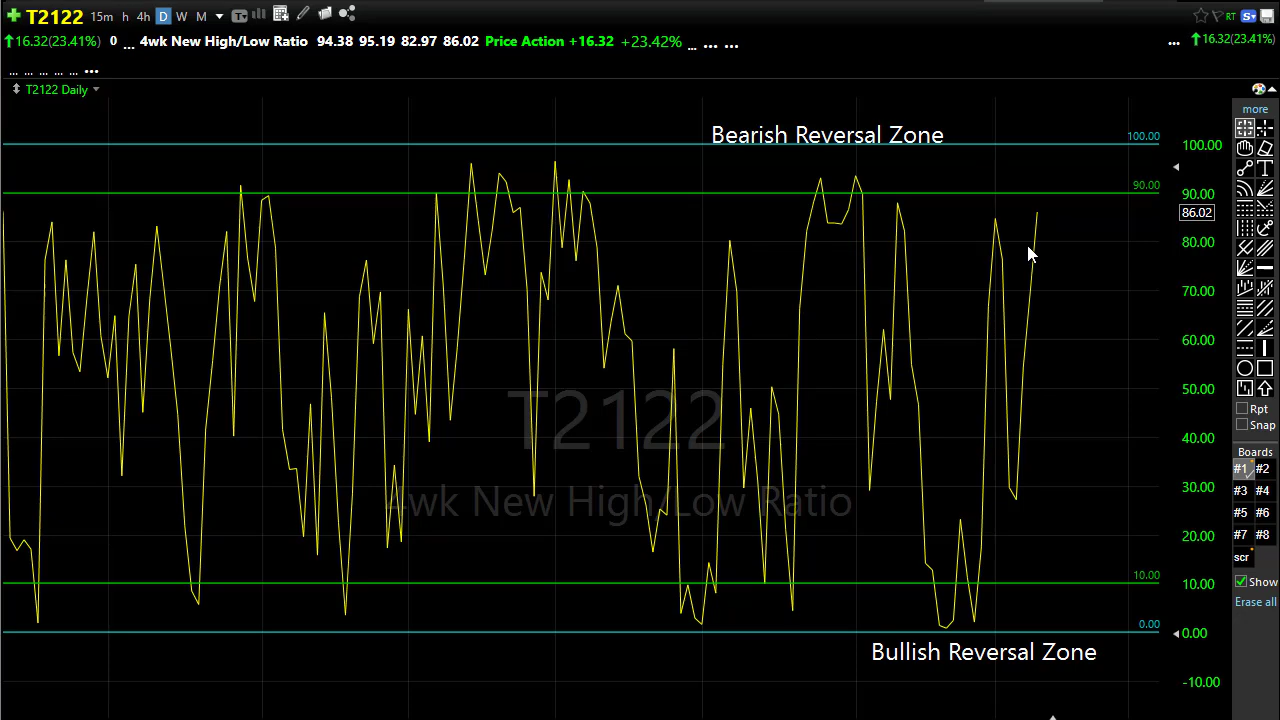 T2122 15m h 4h D W M T RT S
16.32(23.41%) 0 ... 4wk New High/Low Ratio 94.38 95.19 82.97 86.02 Price Action +16.32 +23.42% ... ... ... ... 16.32(23.41%)
... ... ... ... ... ...
T2122 Daily
more
Bearish Reversal Zone
100.00
100.00
90.00
90.00
86.02
80.00
70.00
60.00
50.00
T2122
40.00
4wk New High/Low Ratio
30.00
20.00
10.00
10.00
0.00
0.00
Bullish Reversal Zone
-10.00
T
Rpt
Snap
Boards
#1 #2
#3 #4
#5 #6
#7 #8
scr
Show
Erase all